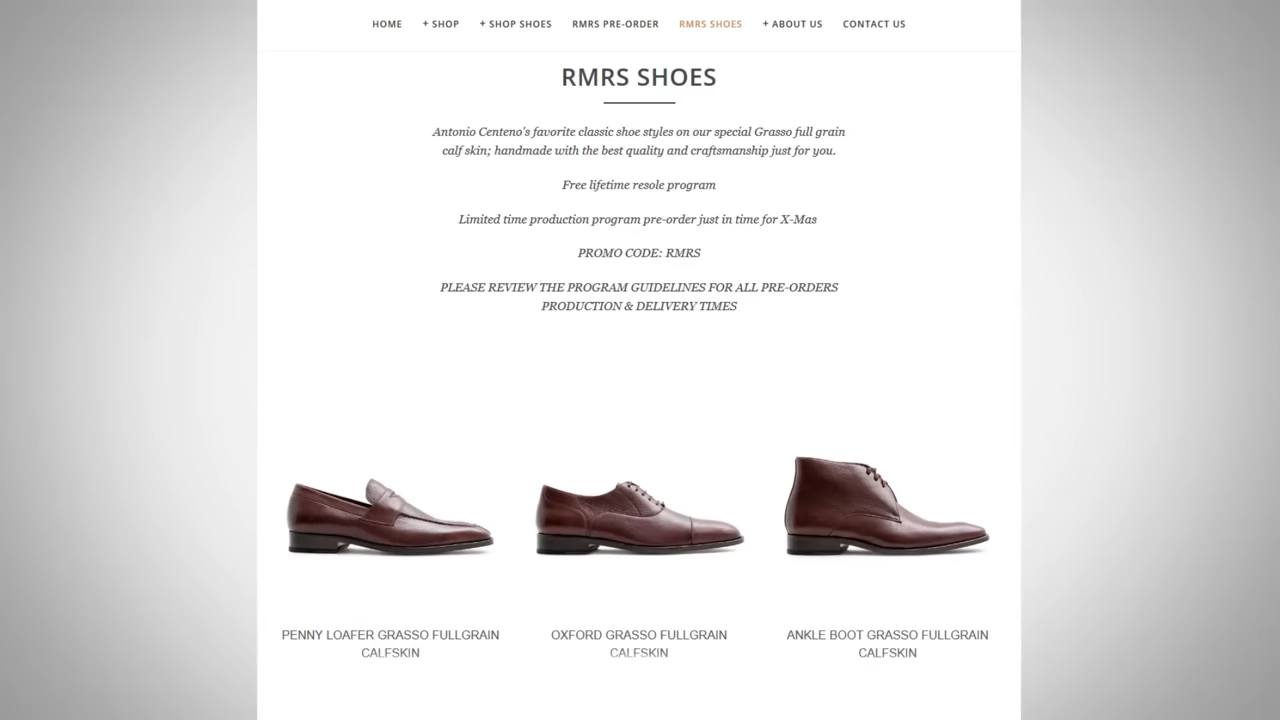 HOME + SHOP + SHOP SHOES RMRS PRE-ORDER RMRS SHOES + ABOUT US CONTACT US
RMRS SHOES
Antonio Centeno's favorite classic shoe styles on our special Grasso full grain
calf skin; handmade with the best quality and craftsmanship just for you.
Free lifetime resole program
Limited time production program pre-order just in time for X-Mas
PROMO CODE: RMRS
PLEASE REVIEW THE PROGRAM GUIDELINES FOR ALL PRE-ORDERS
PRODUCTION & DELIVERY TIMES
PENNY LOAFER GRASSO FULLGRAIN
CALFSKIN
OXFORD GRASSO FULLGRAIN
CALFSKIN
ANKLE BOOT GRASSO FULLGRAIN
CALFSKIN